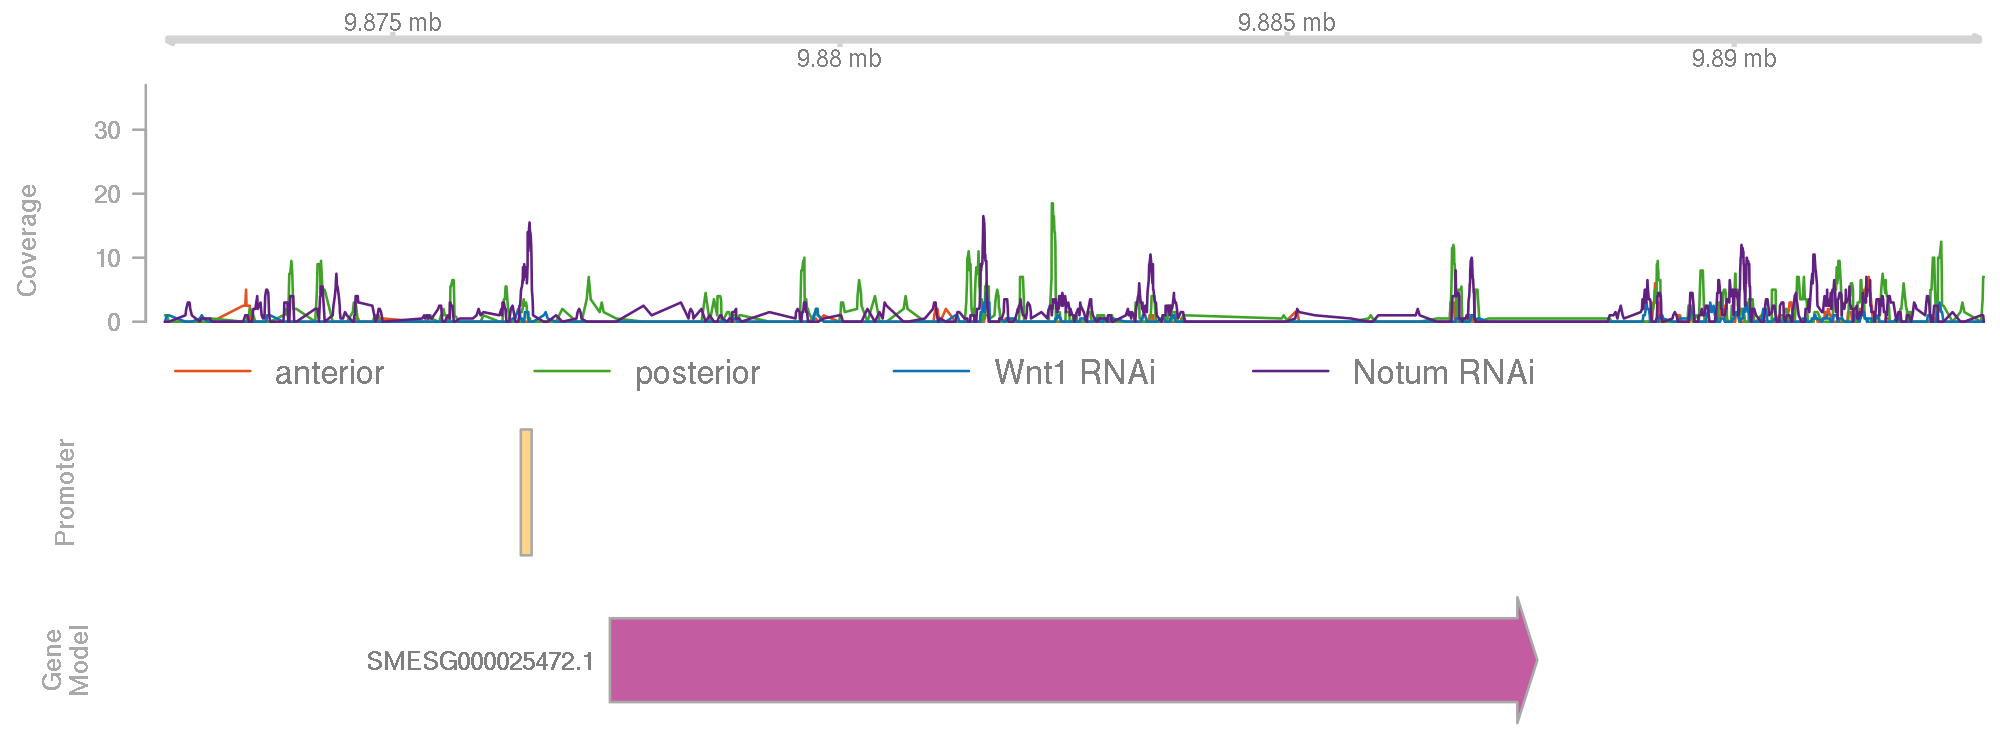 9.875 mb
9.885 mb
9.88 mb
9.89 mb
Coverage
30
20
10
0
anterior
posterior
Wnt1 RNAi
Notum RNAi
Promoter
Gene
Model
SMESG000025472.1